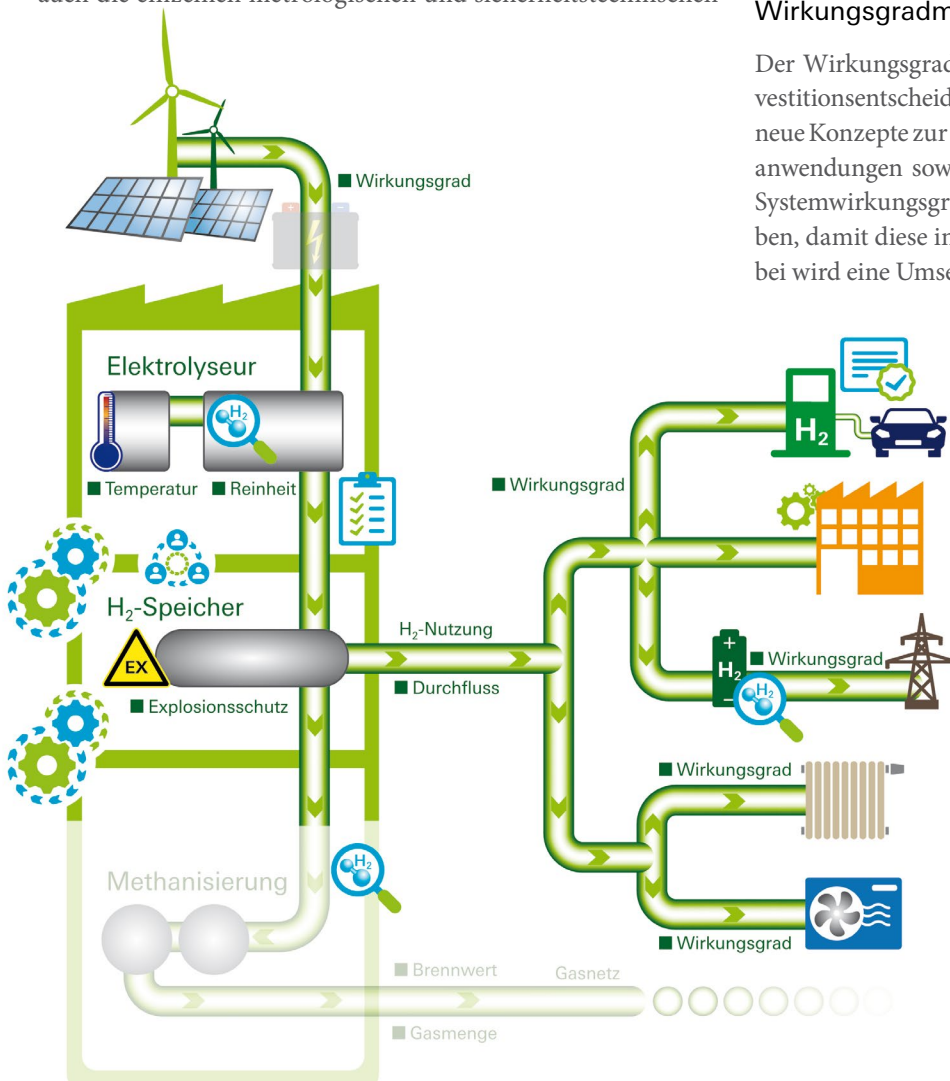 auch die einzelnen metrologischen und sicherheitstechnischen
Der Wirkungsgrad
vestitionsentscheid
neue Konzepte zur
anwendungen sow
Systemwirkungsgr
ben, damit diese in
bei wird eine Umse
■ Wirkungsgrad
+ −
Elektrolyseur
H₂
■ Temperatur ■ Reinheit
H₂-Speicher
EX
■ Explosionsschutz
H₂-Nutzung
■ Durchfluss
■ Wirkungsgrad
H₂
+
H₂
−
H₂
■ Wirkungsgrad
■ Wirkungsgrad
■ Wirkungsgrad
H₂
Methanisierung
■ Brennwert
Gasnetz
■ Gasmenge